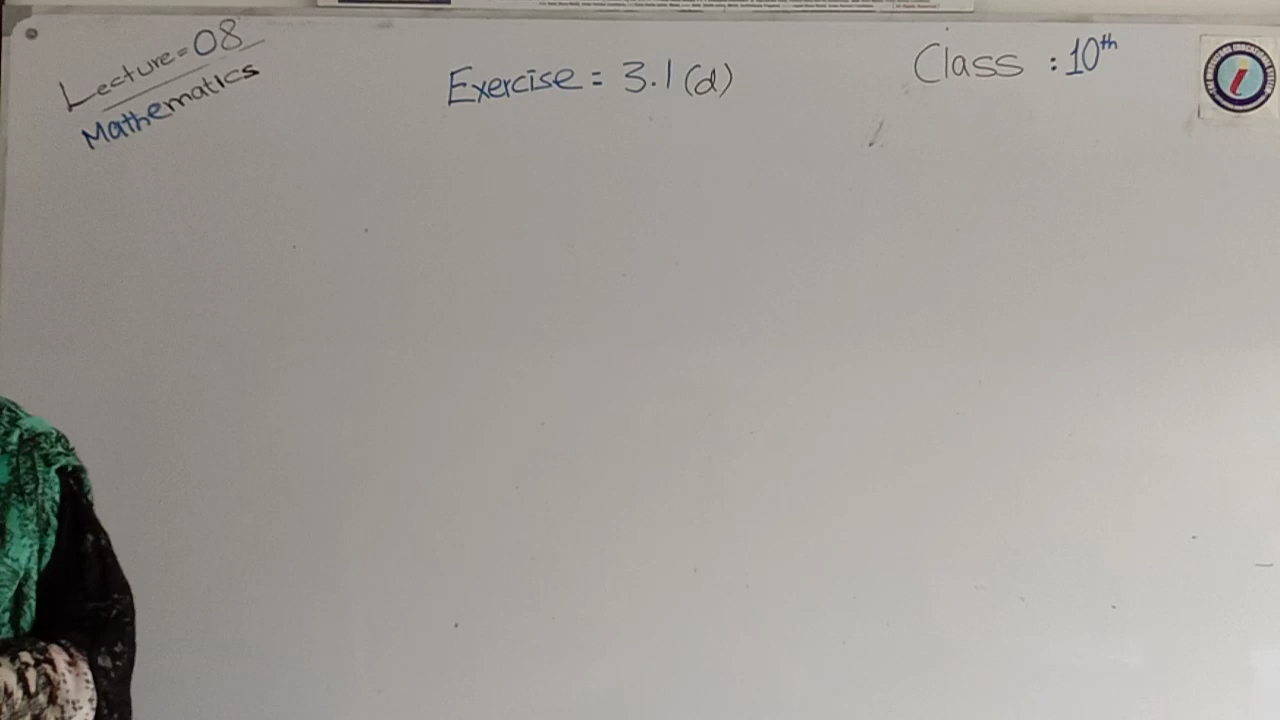 Lecture=08
Mathematics
Exercise = 3.1(d)
Class : 10th